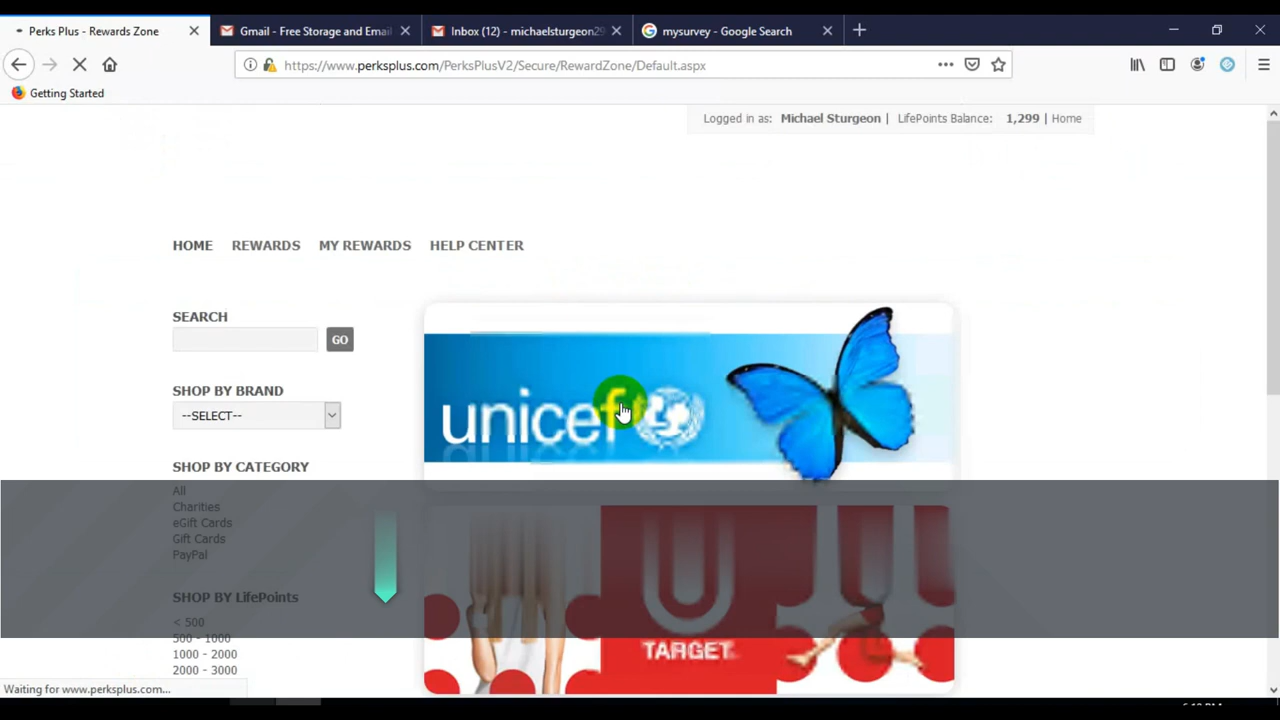 Perks Plus - Rewards Zone
Gmail - Free Storage and Email
Inbox (12) - michaelsturgeon29
mysurvey - Google Search
https://www.perksplus.com/PerksPlusV2/Secure/RewardZone/Default.aspx
Getting Started
Logged in as: Michael Sturgeon | LifePoints Balance: 1,299 | Home
HOME REWARDS MY REWARDS HELP CENTER
SEARCH
GO
SHOP BY BRAND
--SELECT--
SHOP BY CATEGORY
All
Charities
eGift Cards
Gift Cards
PayPal
SHOP BY LifePoints
< 500
500 - 1000
1000 - 2000
2000 - 3000
unicef
TARGET
Waiting for www.perksplus.com...